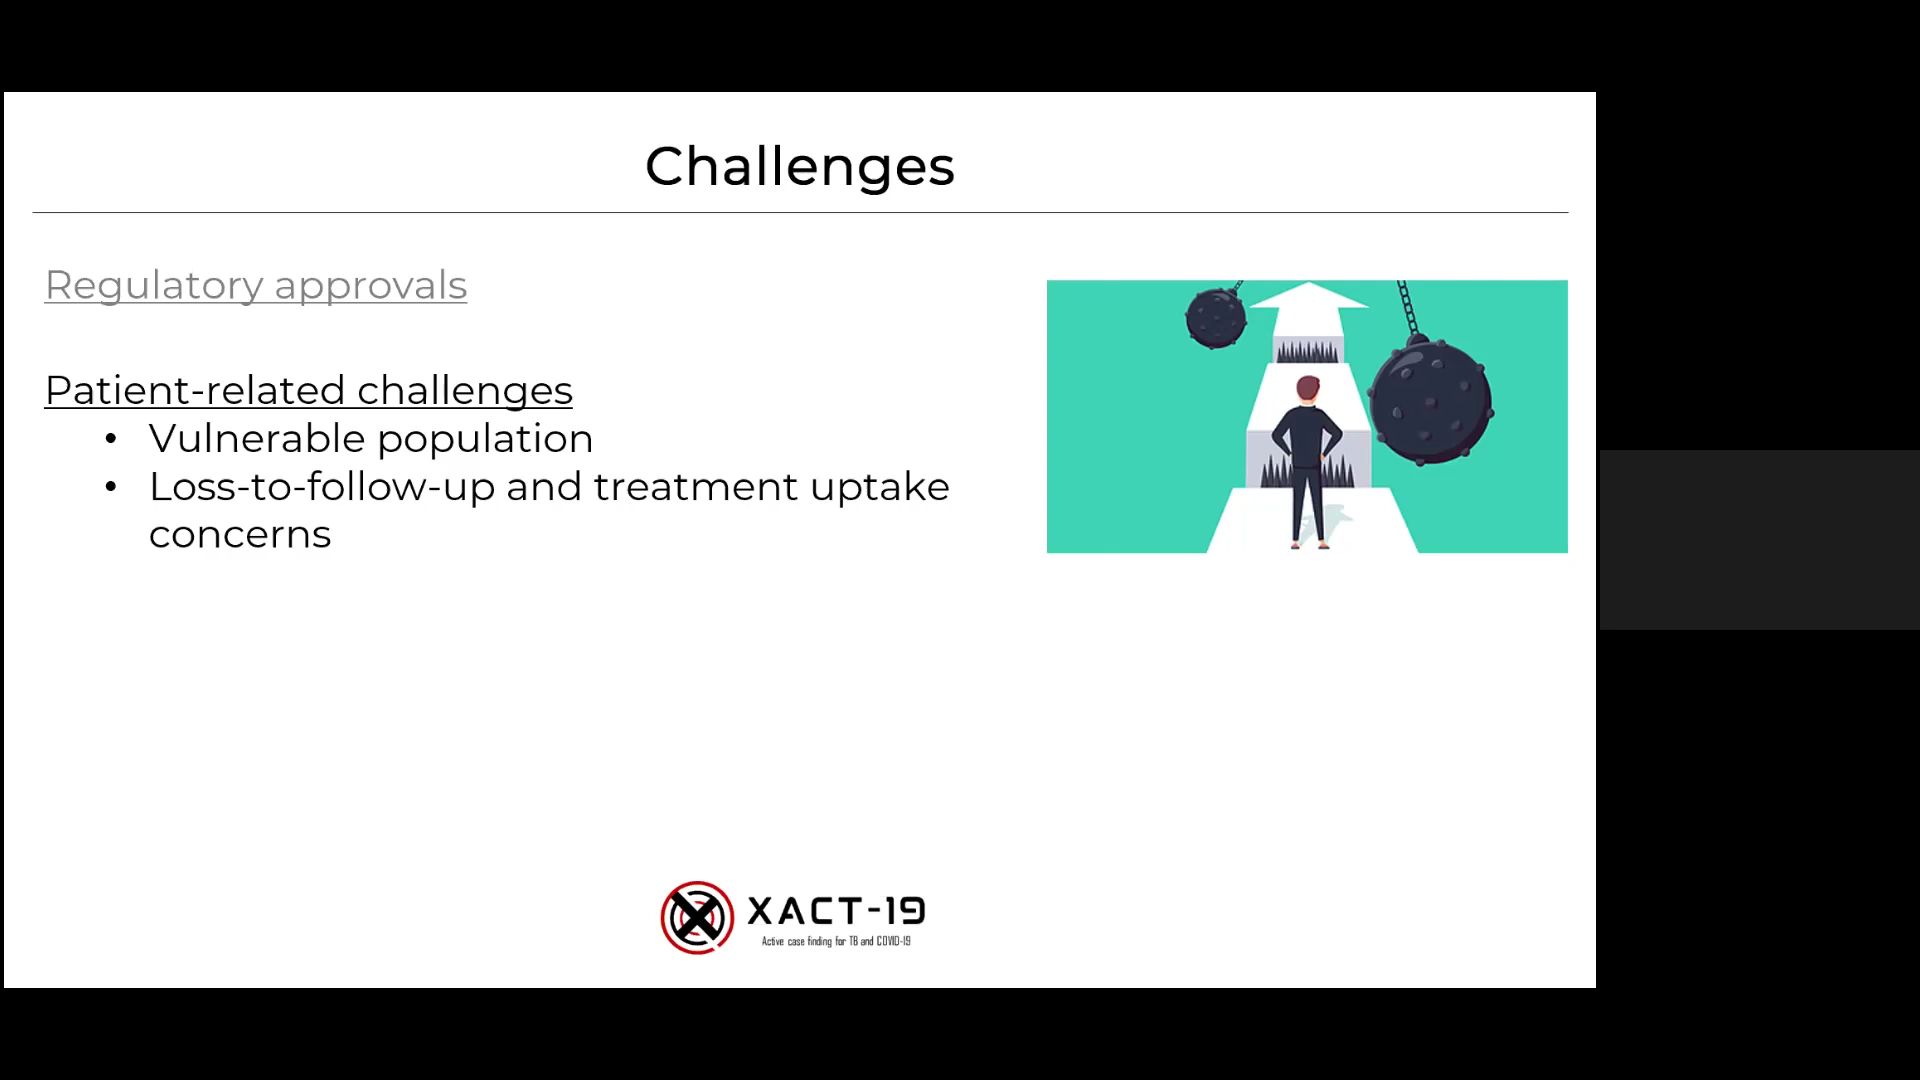 Challenges
Regulatory approvals
Patient-related challenges
• Vulnerable population
• Loss-to-follow-up and treatment uptake
concerns
XACT-19
Active case finding for TB and COVID-19